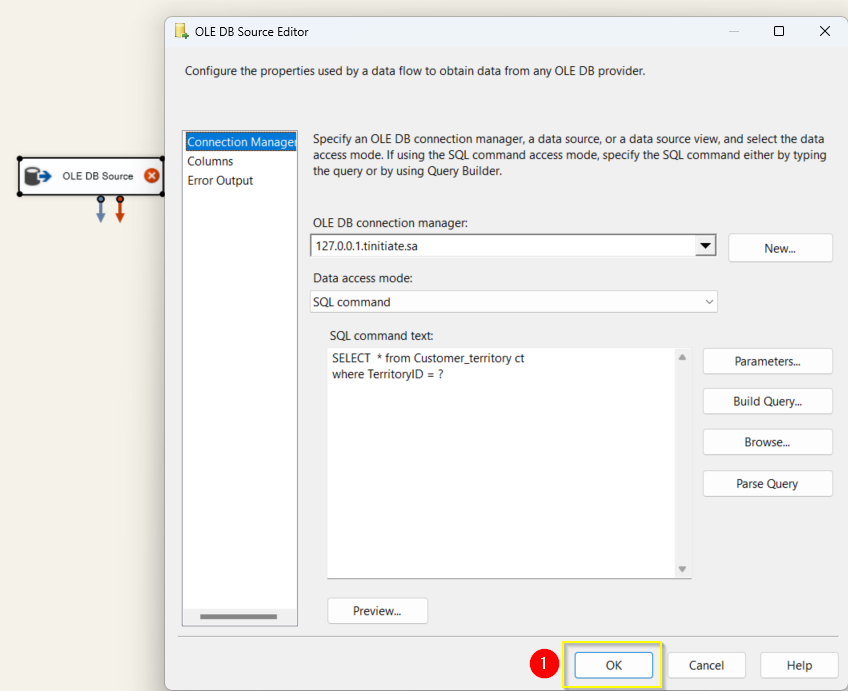 OLE DB Source Editor
Configure the properties used by a data flow to obtain data from any OLE DB provider.
Connection Manager
Columns
Error Output
Specify an OLE DB connection manager, a data source, or a data source view, and select the data
access mode. If using the SQL command access mode, specify the SQL command either by typing
the query or by using Query Builder.
OLE DB Source
OLE DB connection manager:
127.0.0.1.tinitiate.sa
New...
Data access mode:
SQL command
SQL command text:
SELECT  * from Customer_territory ct
where TerritoryID = ?
Parameters...
Build Query...
Browse...
Parse Query
Preview...
1
OK
Cancel
Help